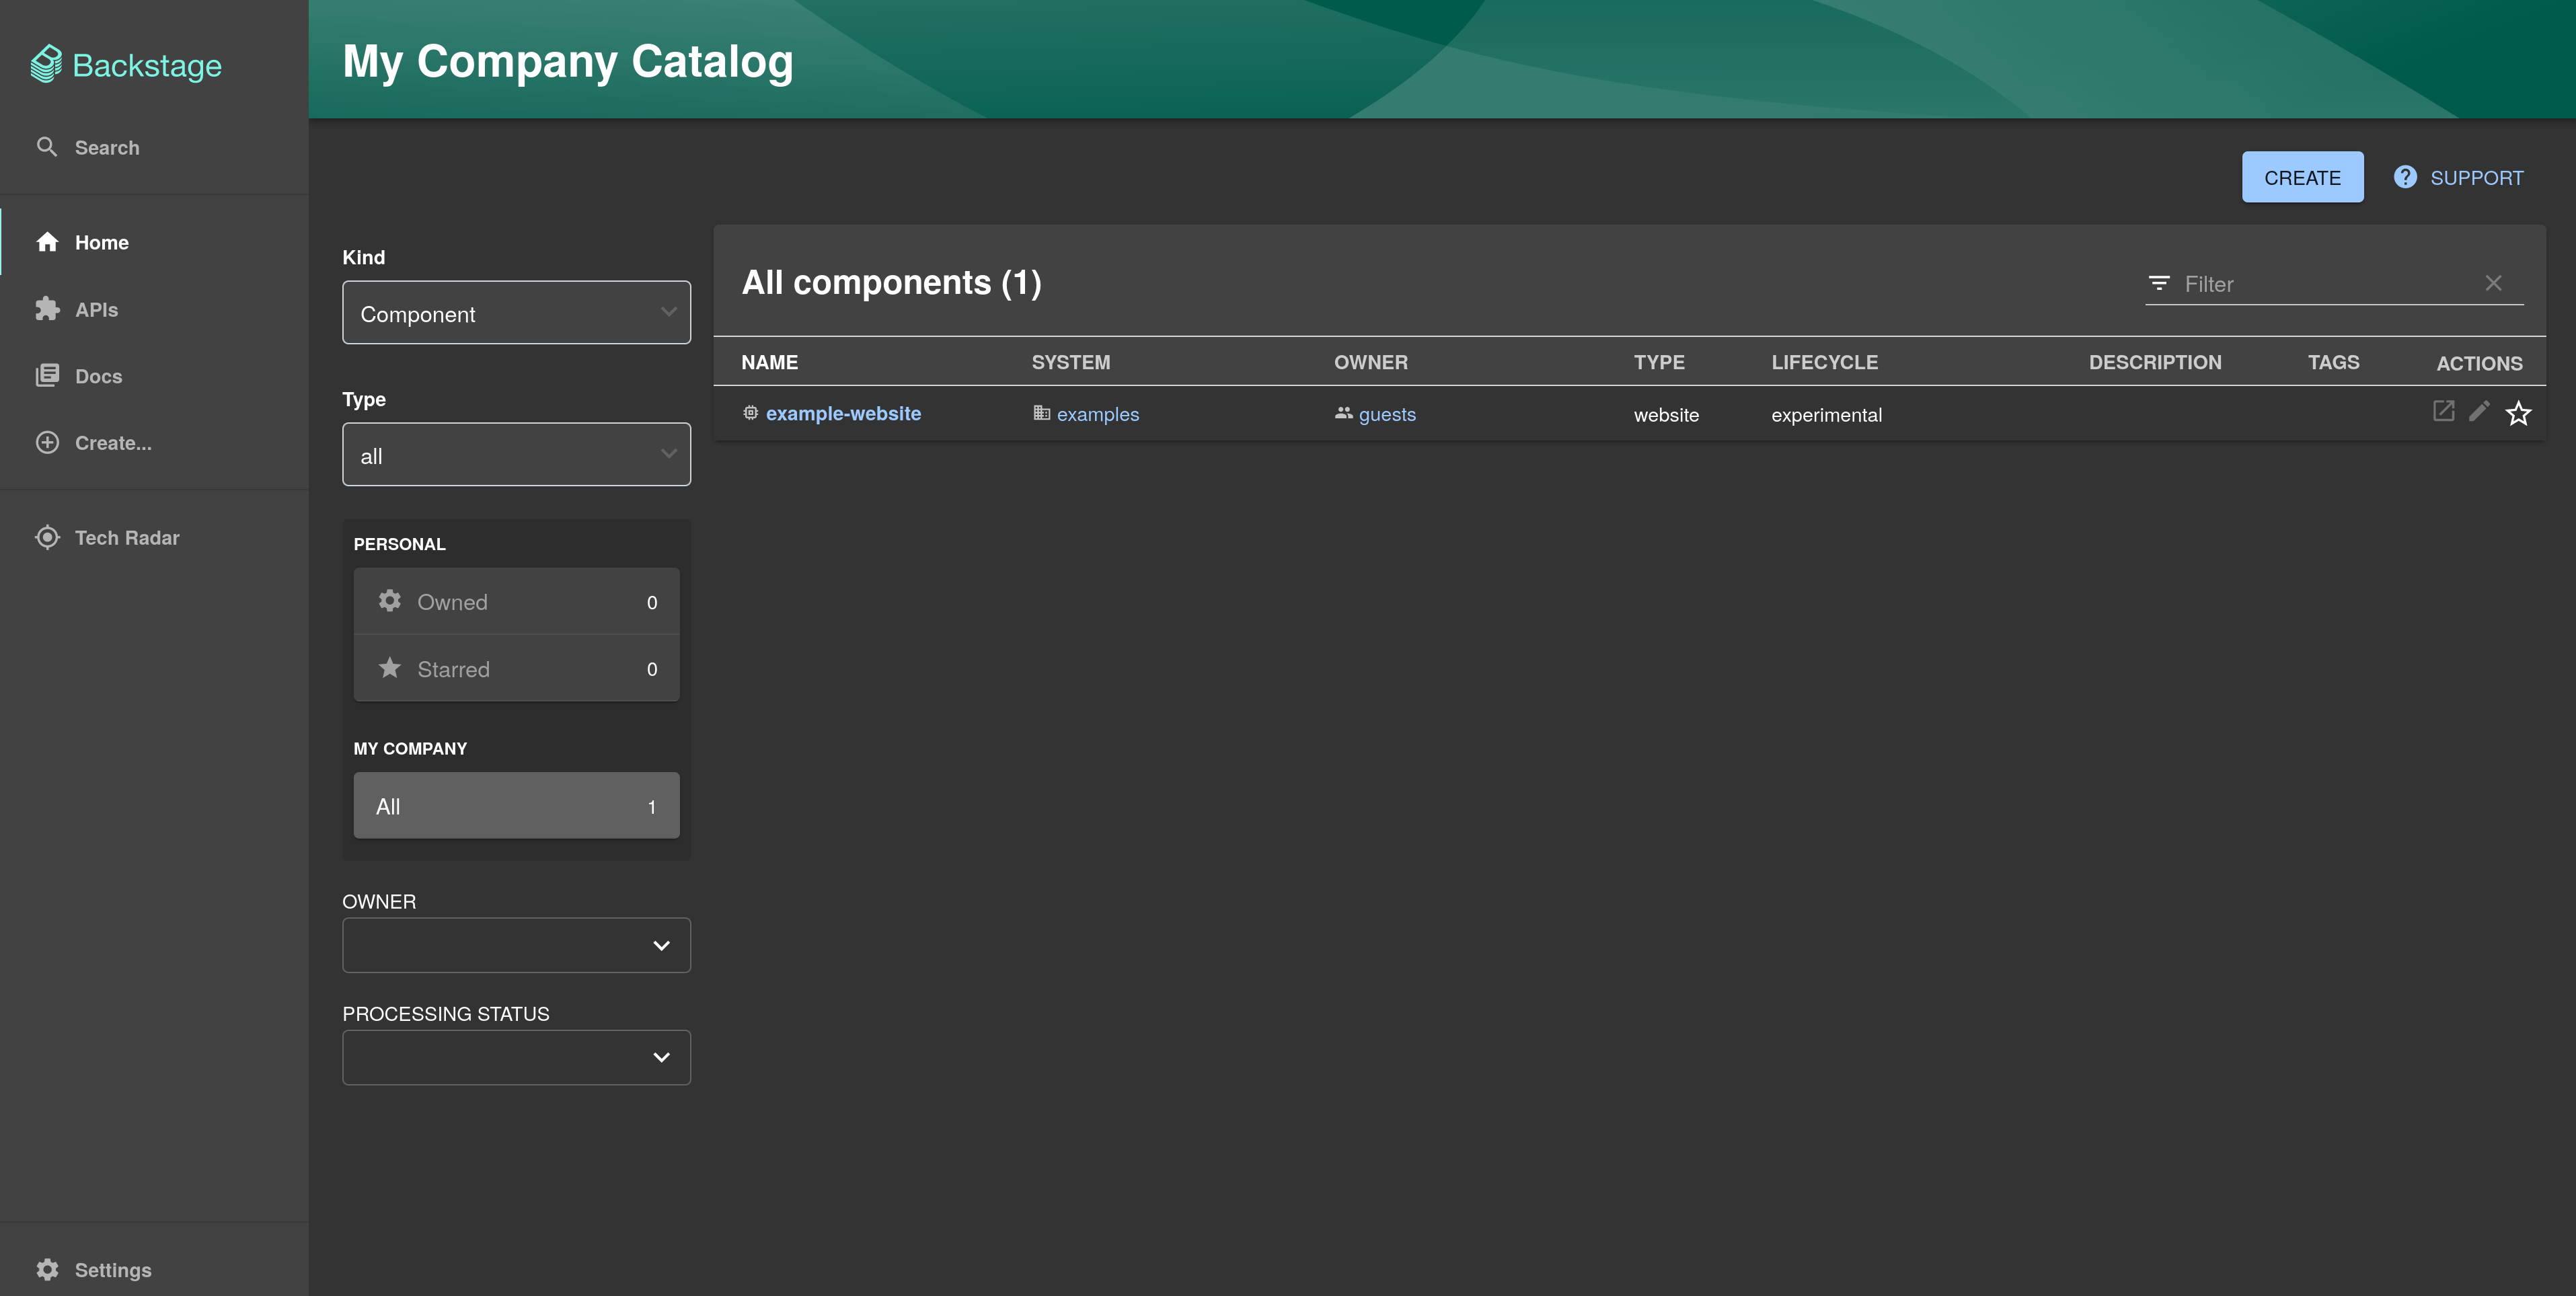 Backstage
Search
Home
APIs
Docs
Create...
Tech Radar
Settings
My Company Catalog
CREATE
SUPPORT
Kind
Component
Type
all
PERSONAL
Owned 0
Starred 0
MY COMPANY
All 1
OWNER
PROCESSING STATUS
All components (1)
Filter
NAME SYSTEM OWNER TYPE LIFECYCLE DESCRIPTION TAGS ACTIONS
example-website examples guests website experimental